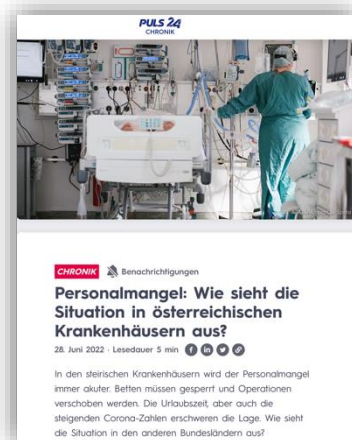 PULS 24
CHRONIK
CHRONIK Benachrichtigungen
Personalmangel: Wie sieht die
Situation in österreichischen
Krankenhäusern aus?
28. Juni 2022 · Lesedauer 5 min
In den steirischen Krankenhäusern wird der Personalmangel
immer akuter. Betten müssen gesperrt und Operationen
verschoben werden. Die Urlaubszeit, aber auch die
steigenden Corona-Zahlen erschweren die Lage. Wie sieht
die Situation in den anderen Bundesländern aus?